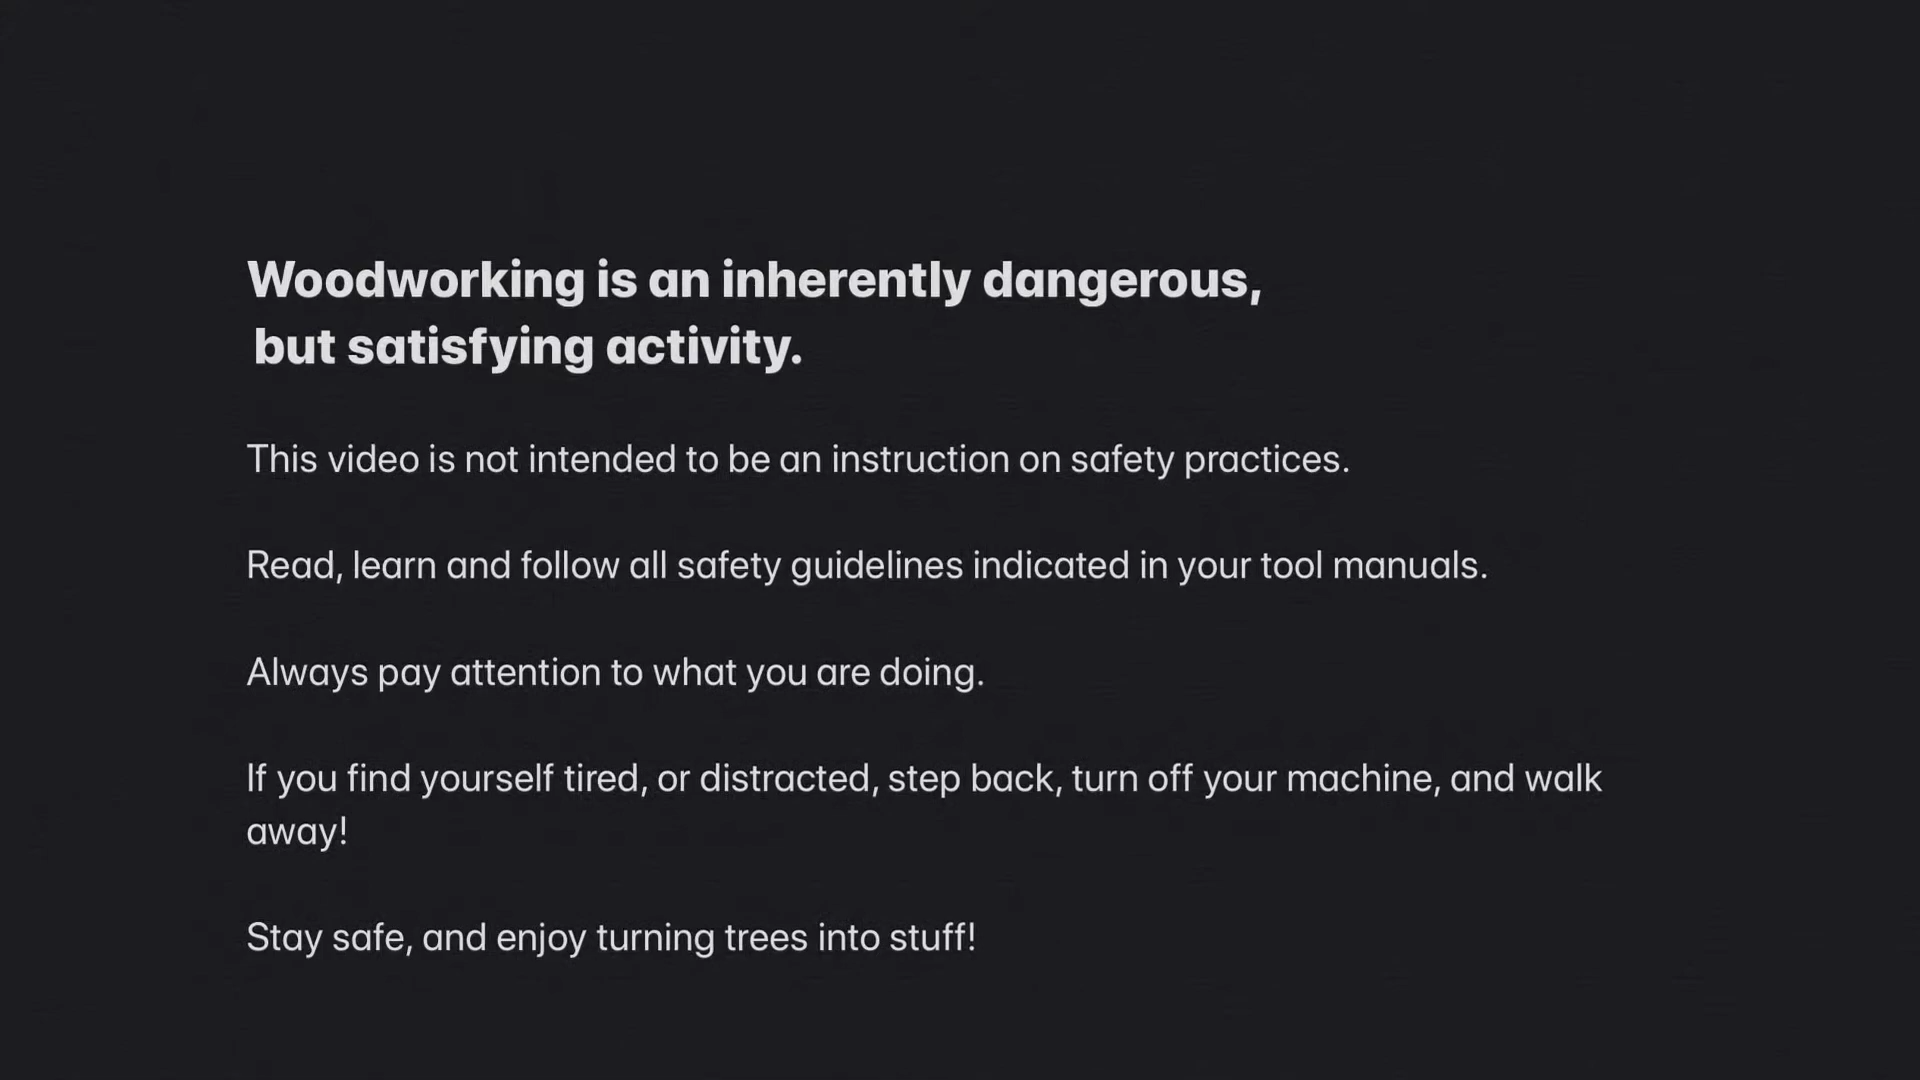 Woodworking is an inherently dangerous,
but satisfying activity.
This video is not intended to be an instruction on safety practices.
Read, learn and follow all safety guidelines indicated in your tool manuals.
Always pay attention to what you are doing.
If you find yourself tired, or distracted, step back, turn off your machine, and walk
away!
Stay safe, and enjoy turning trees into stuff!